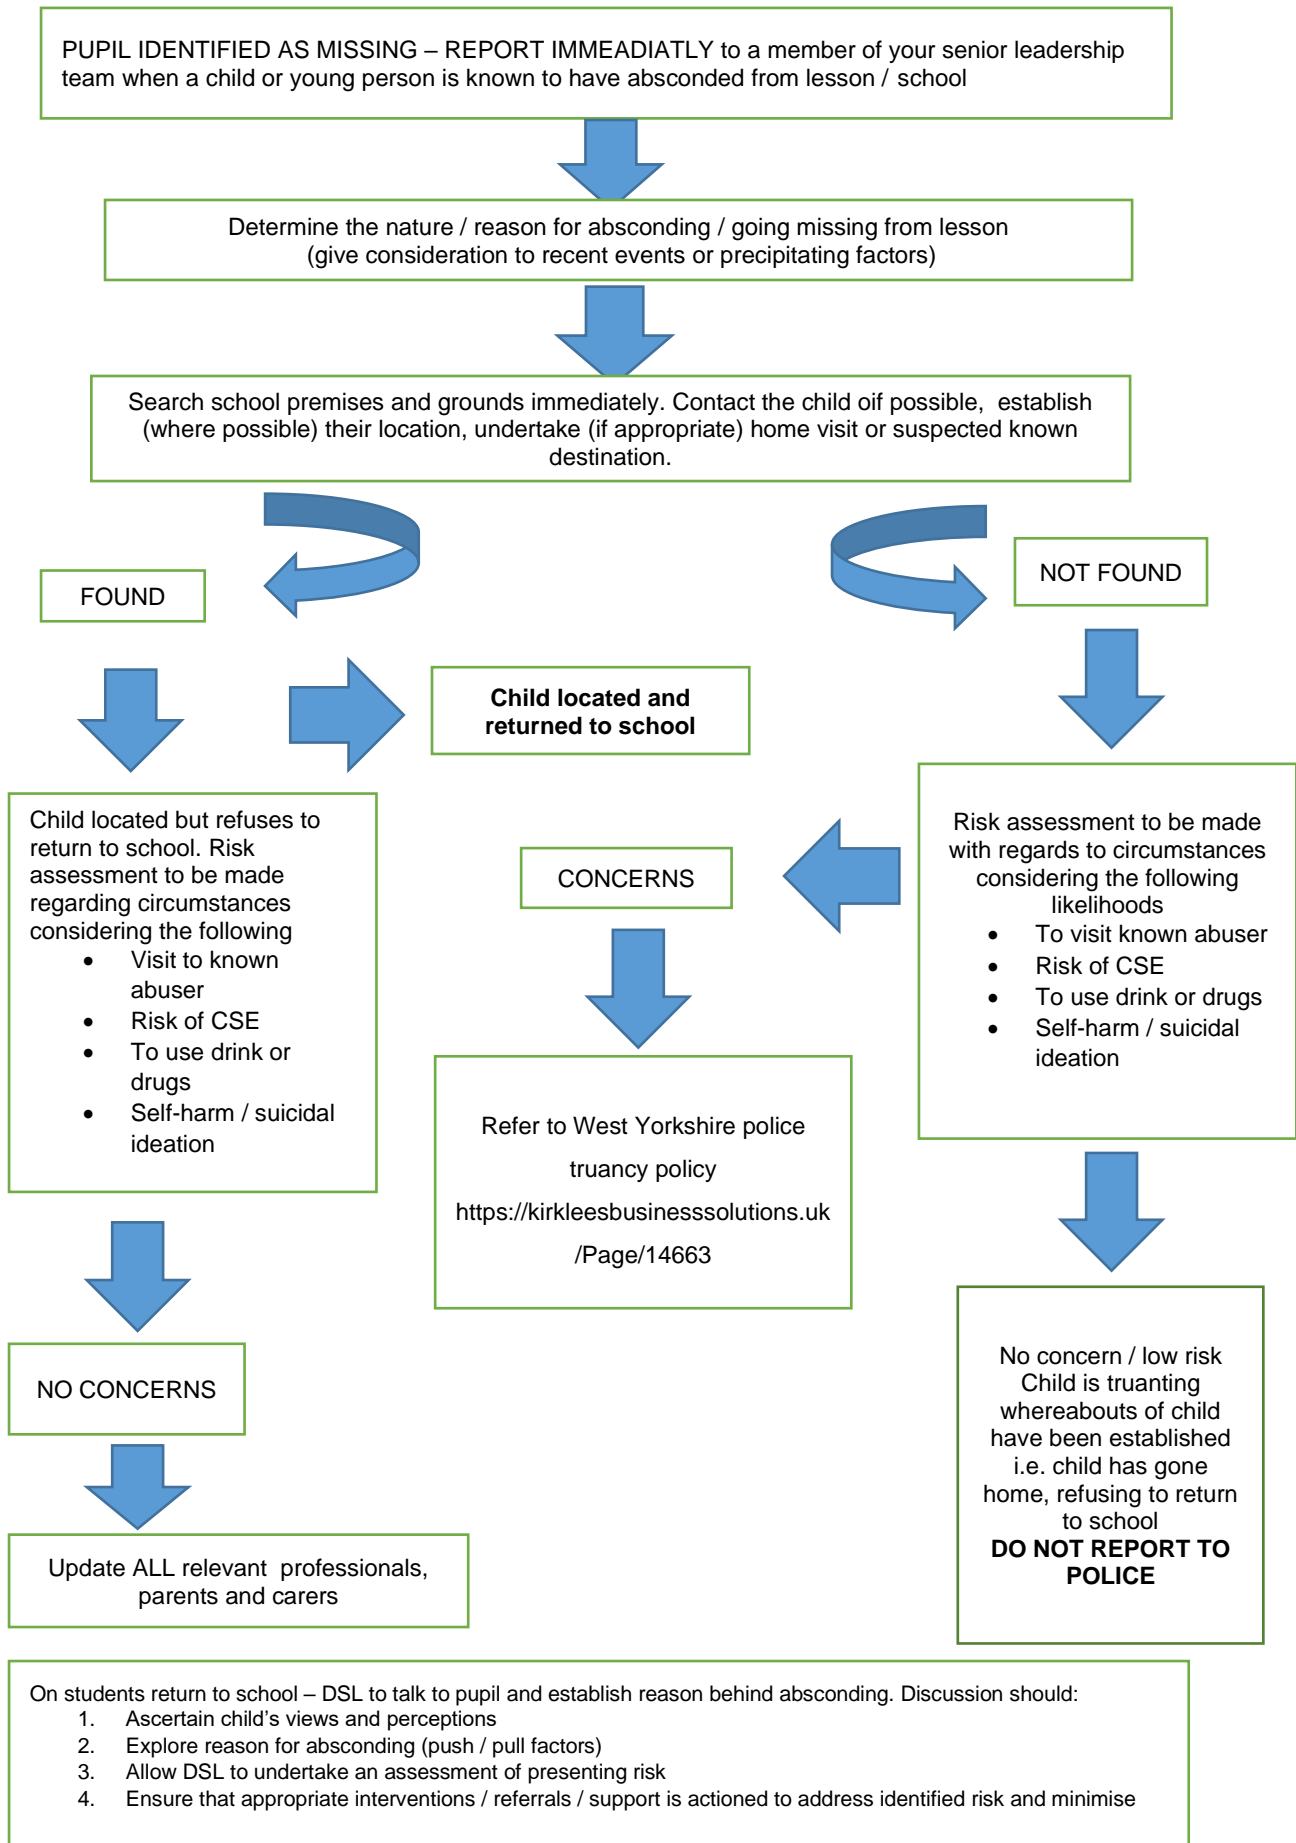 PUPIL IDENTIFIED AS MISSING – REPORT IMMEADIATLY to a member of your senior leadership
team when a child or young person is known to have absconded from lesson / school
Determine the nature / reason for absconding / going missing from lesson
(give consideration to recent events or precipitating factors)
Search school premises and grounds immediately. Contact the child oif possible, establish
(where possible) their location, undertake (if appropriate) home visit or suspected known
destination.
FOUND
NOT FOUND
Child located and
returned to school
Child located but refuses to
return to school. Risk
assessment to be made
regarding circumstances
considering the following
• Visit to known
abuser
• Risk of CSE
• To use drink or
drugs
• Self-harm / suicidal
ideation
CONCERNS
Risk assessment to be made
with regards to circumstances
considering the following
likelihoods
• To visit known abuser
• Risk of CSE
• To use drink or drugs
• Self-harm / suicidal
ideation
Refer to West Yorkshire police
truancy policy
https://kirkleesbusinesssolutions.uk
/Page/14663
NO CONCERNS
No concern / low risk
Child is truanting
whereabouts of child
have been established
i.e. child has gone
home, refusing to return
to school
DO NOT REPORT TO
POLICE
Update ALL relevant professionals,
parents and carers
On students return to school – DSL to talk to pupil and establish reason behind absconding. Discussion should:
1. Ascertain child’s views and perceptions
2. Explore reason for absconding (push / pull factors)
3. Allow DSL to undertake an assessment of presenting risk
4. Ensure that appropriate interventions / referrals / support is actioned to address identified risk and minimise